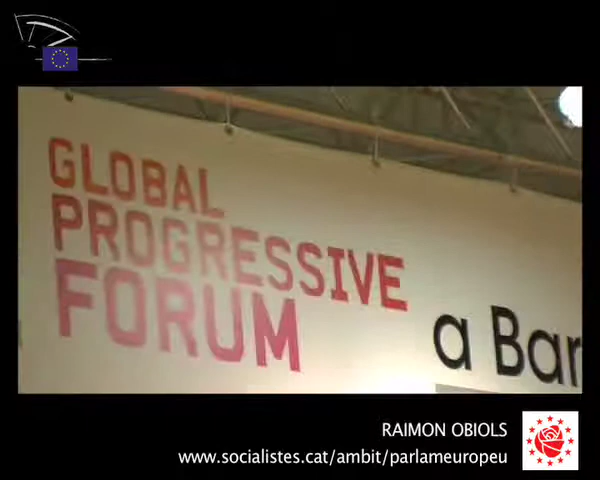 GLOBAL
PROGRESSIVE
FORUM
a Bar
RAIMON OBIOLS
www.socialistes.cat/ambit/parlameuropeu